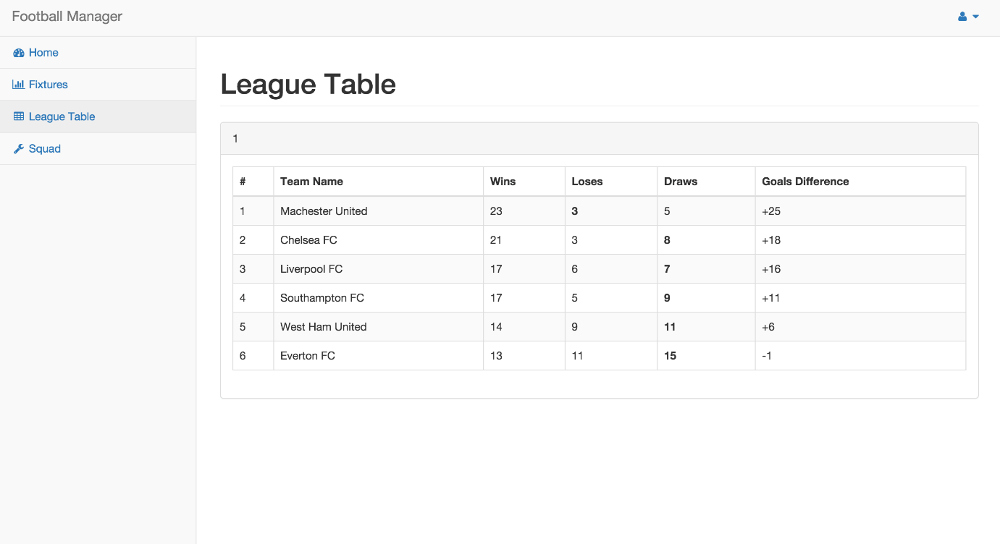 Football Manager
Home
Fixtures
League Table
Squad
League Table
1
# Team Name Wins Loses Draws Goals Difference
1 Machester United 23 3 5 +25
2 Chelsea FC 21 3 8 +18
3 Liverpool FC 17 6 7 +16
4 Southampton FC 17 5 9 +11
5 West Ham United 14 9 11 +6
6 Everton FC 13 11 15 -1